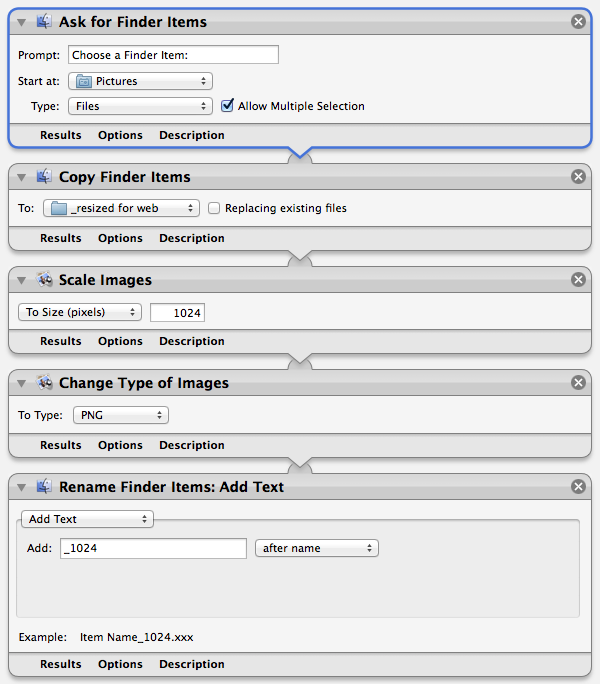 Ask for Finder Items
Prompt: Choose a Finder Item:
Start at: Pictures
Type: Files Allow Multiple Selection
Results Options Description
Copy Finder Items
To: _resized for web Replacing existing files
Results Options Description
Scale Images
To Size (pixels) 1024
Results Options Description
Change Type of Images
To Type: PNG
Results Options Description
Rename Finder Items: Add Text
Add Text
Add: _1024 after name
Example: Item Name_1024.xxx
Results Options Description